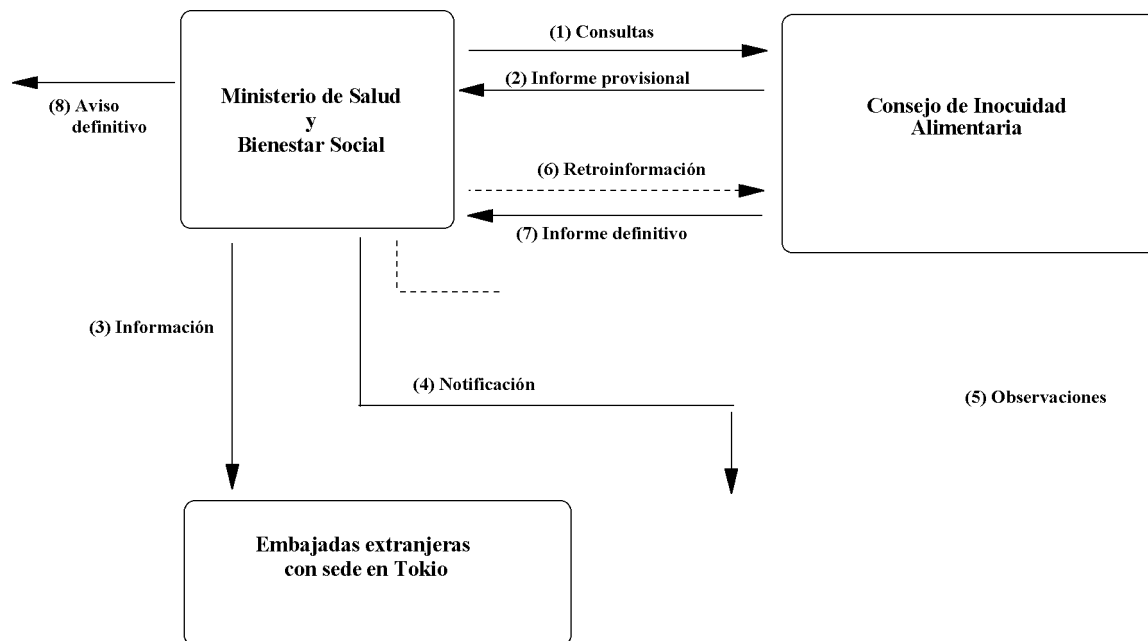 (1) Consultas
(2) Informe provisional
(8) Aviso
definitivo
Ministerio de Salud
y
Bienestar Social
Consejo de Inocuidad
Alimentaria
(6) Retroinformación
(7) Informe definitivo
(3) Información
(4) Notificación
(5) Observaciones
Embajadas extranjeras
con sede en Tokio